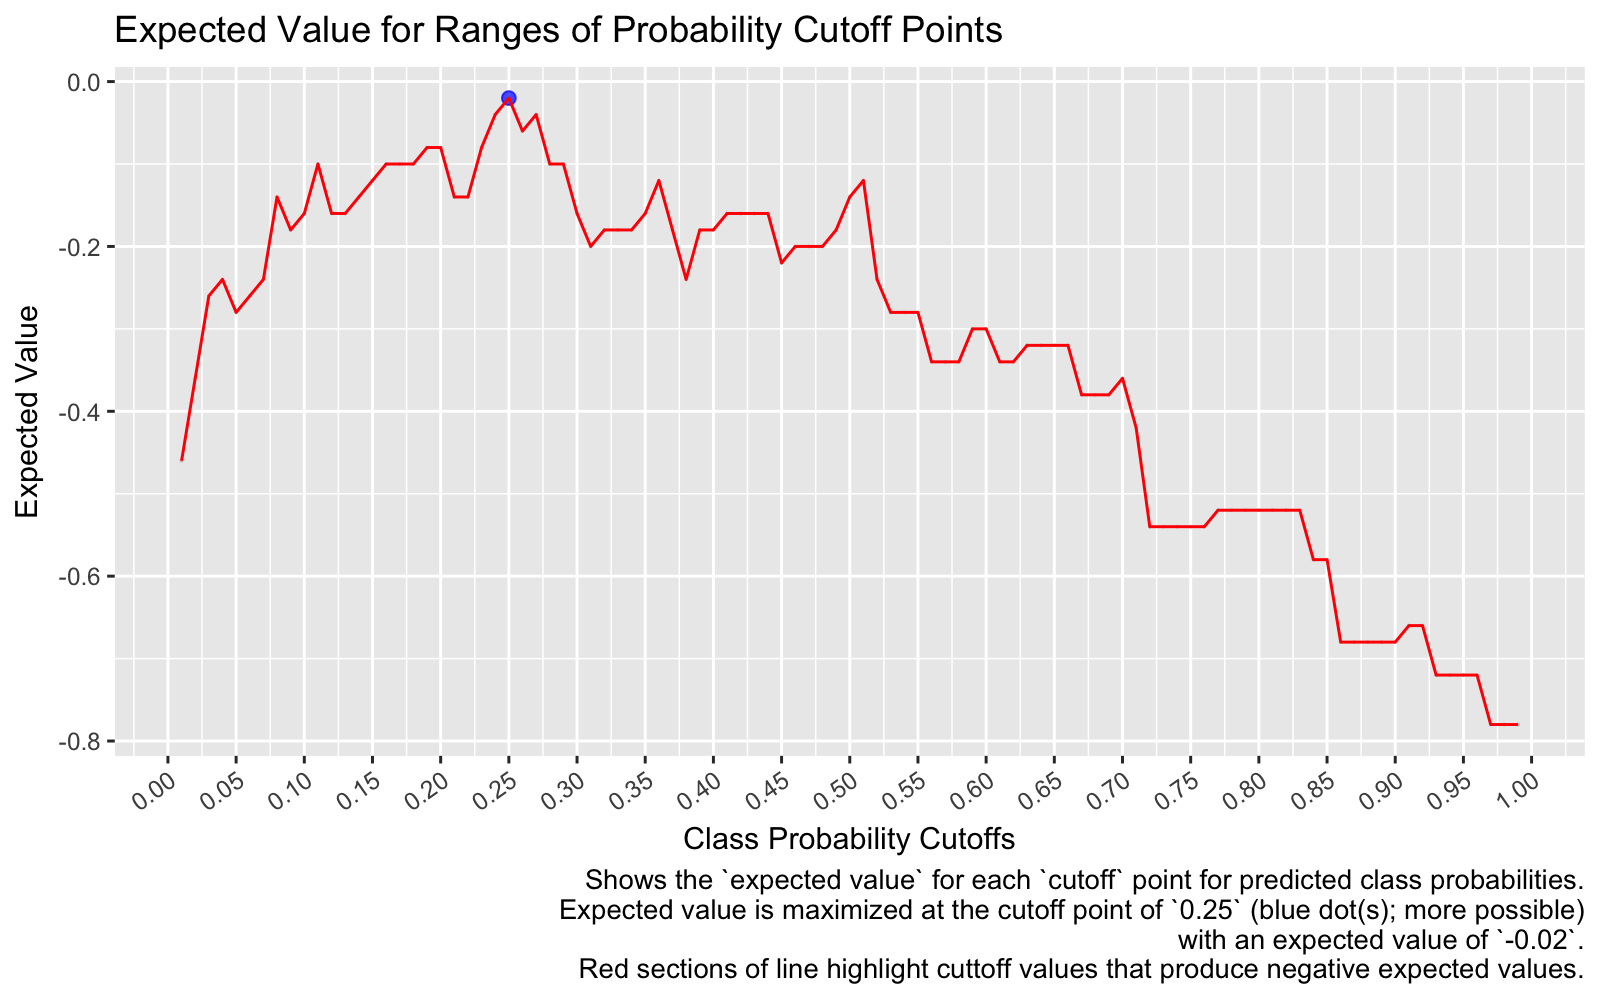 Expected Value for Ranges of Probability Cutoff Points
Expected Value
0.0
-0.2
-0.4
-0.6
-0.8
0.00 0.05 0.10 0.15 0.20 0.25 0.30 0.35 0.40 0.45 0.50 0.55 0.60 0.65 0.70 0.75 0.80 0.85 0.90 0.95 1.00
Class Probability Cutoffs
Shows the `expected value` for each `cutoff` point for predicted class probabilities.
Expected value is maximized at the cutoff point of `0.25` (blue dot(s); more possible)
with an expected value of `-0.02`.
Red sections of line highlight cuttoff values that produce negative expected values.